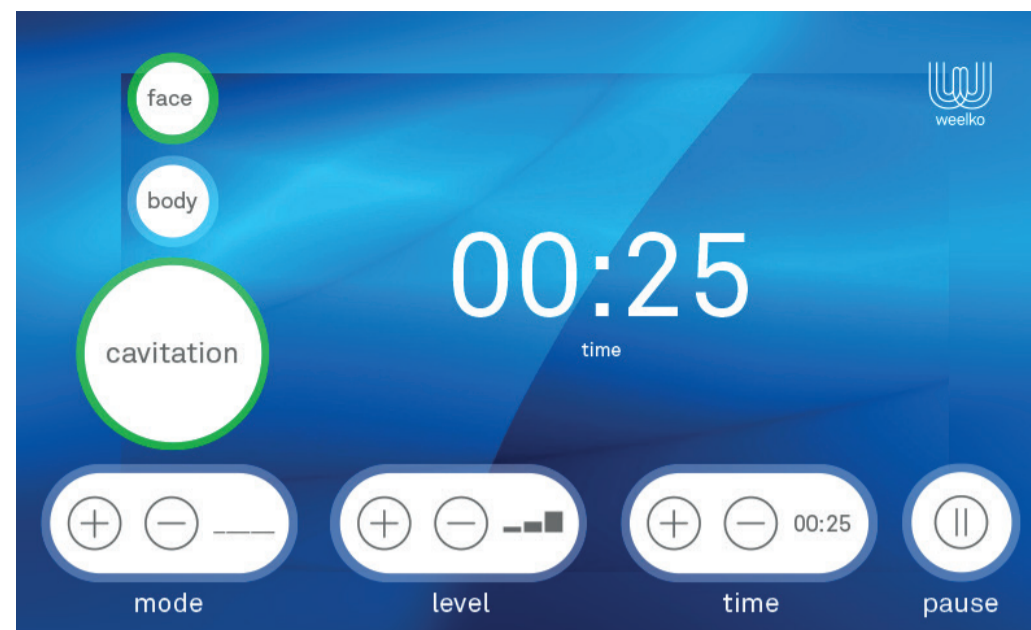 face
weelko
body
cavitation
00:25
time
00:25
mode
level
time
pause